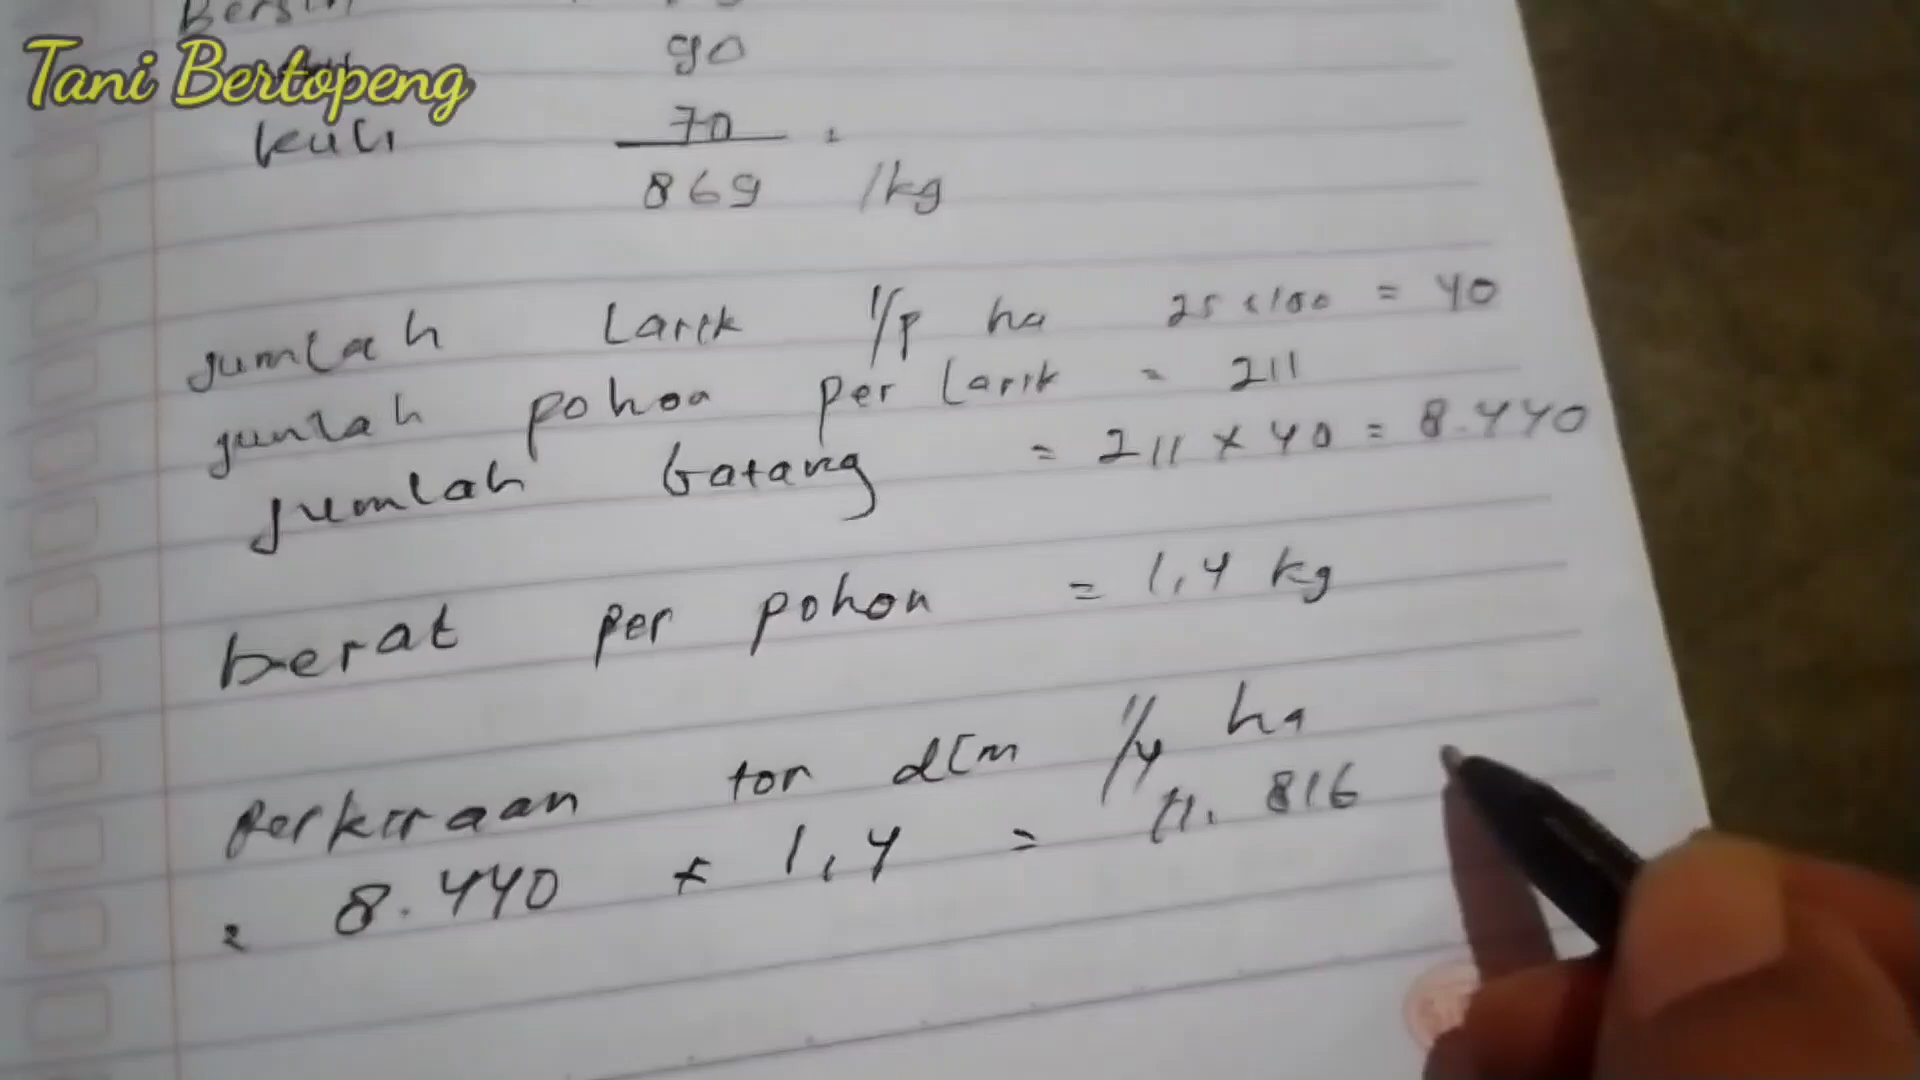 Bersih
90
Tani Bertopeng
kuli 70
869 /kg
jumlah Larik 1/p ha 25 x 100 = 40
jumlah pohon per Larik = 211
jumlah batang = 211 x 40 = 8.440
berat per pohon = 1,4 kg
perkiraan ton dlm 1/4 ha
= 8.440 x 1,4 = 11.816